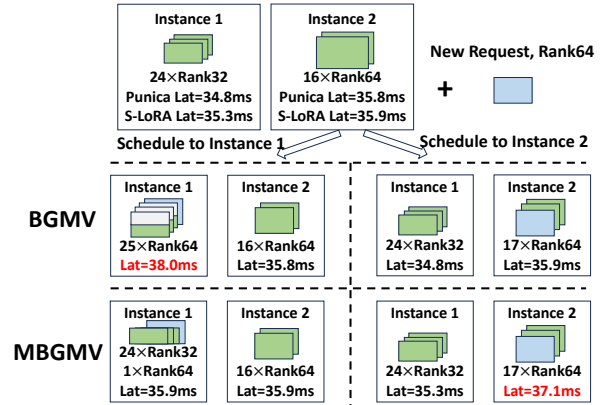 Instance 1
24×Rank32
Punica Lat=34.8ms
S-LoRA Lat=35.3ms
Instance 2
16×Rank64
Punica Lat=35.8ms
S-LoRA Lat=35.9ms
New Request, Rank64
+
Schedule to Instance 1
Schedule to Instance 2
BGMV
Instance 1
25×Rank64
Lat=38.0ms
Instance 2
16×Rank64
Lat=35.8ms
Instance 1
24×Rank32
Lat=34.8ms
Instance 2
17×Rank64
Lat=35.9ms
MBGMV
Instance 1
24×Rank32
1×Rank64
Lat=35.9ms
Instance 2
16×Rank64
Lat=35.9ms
Instance 1
24×Rank32
Lat=35.3ms
Instance 2
17×Rank64
Lat=37.1ms